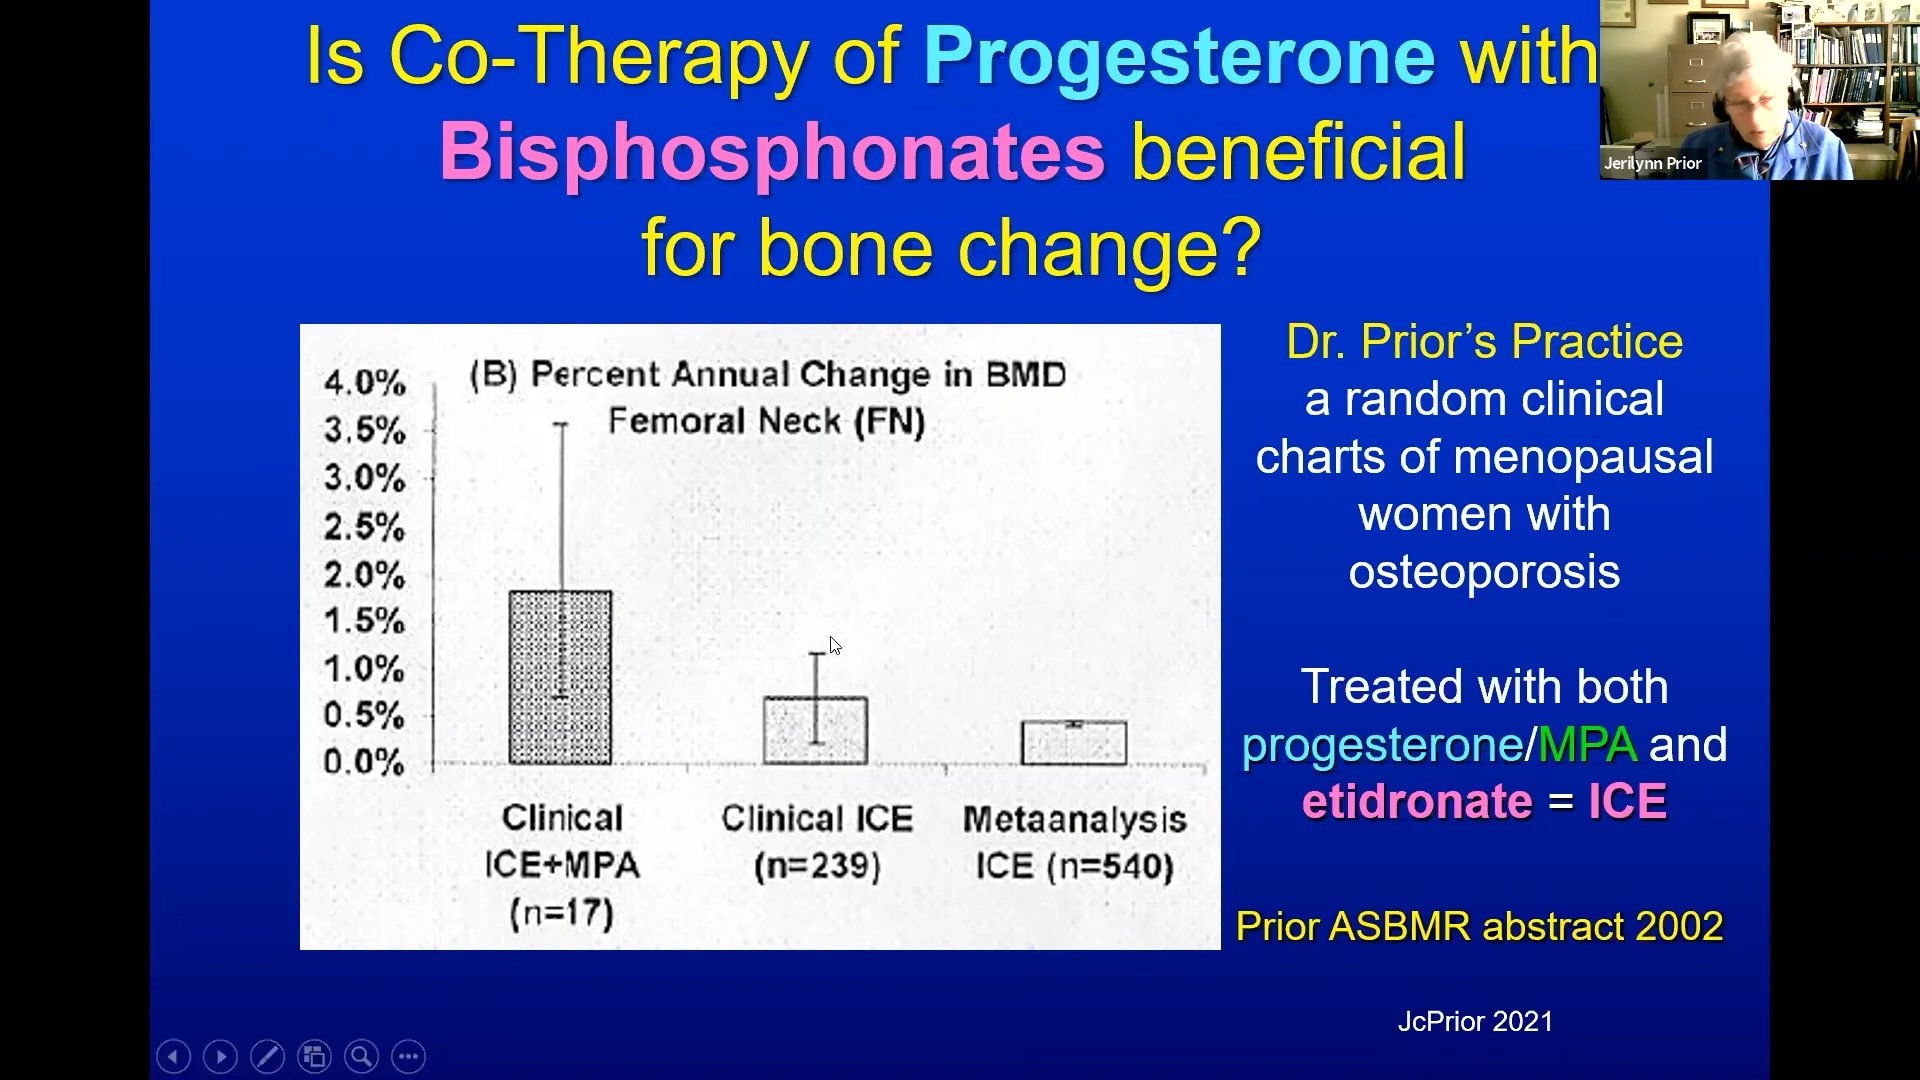 Is Co-Therapy of Progesterone with
Bisphosphonates beneficial
for bone change?
Jerilynn Prior
(B) Percent Annual Change in BMD
Femoral Neck (FN)
4.0%
3.5%
3.0%
2.5%
2.0%
1.5%
1.0%
0.5%
0.0%
Clinical
ICE+MPA
(n=17)
Clinical ICE
(n=239)
Metaanalysis
ICE (n=540)
Dr. Prior’s Practice
a random clinical
charts of menopausal
women with
osteoporosis
Treated with both
progesterone/MPA and
etidronate = ICE
Prior ASBMR abstract 2002
JcPrior 2021